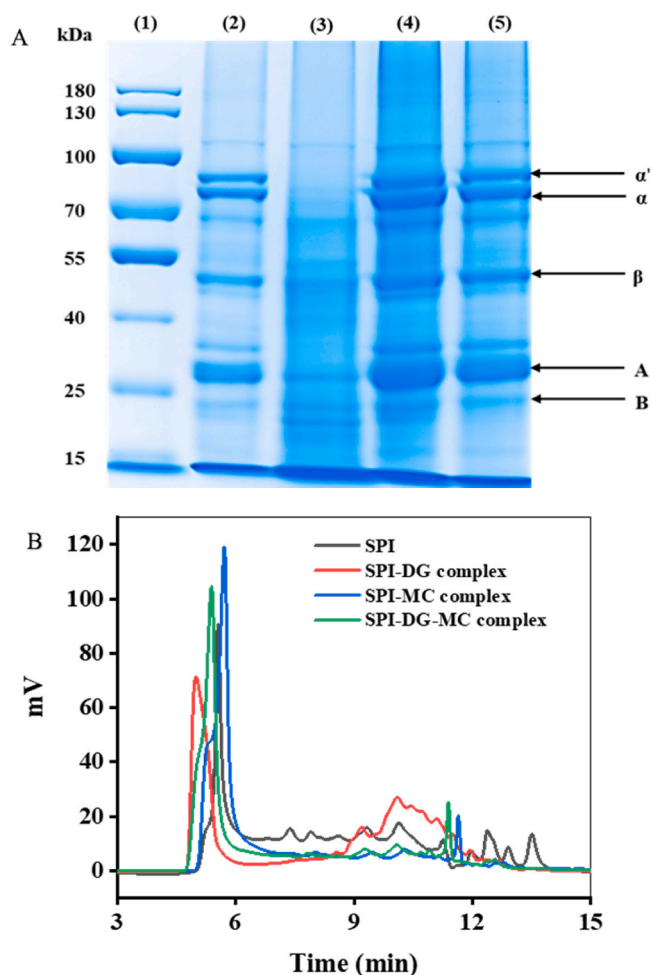 A
kDa
(1) (2) (3) (4) (5)
180
130
100
70
55
40
25
15
α'
α
β
A
B
B
SPI
SPI-DG complex
SPI-MC complex
SPI-DG-MC complex
120
100
80
60
40
20
0
mV
3 6 9 12 15
Time (min)